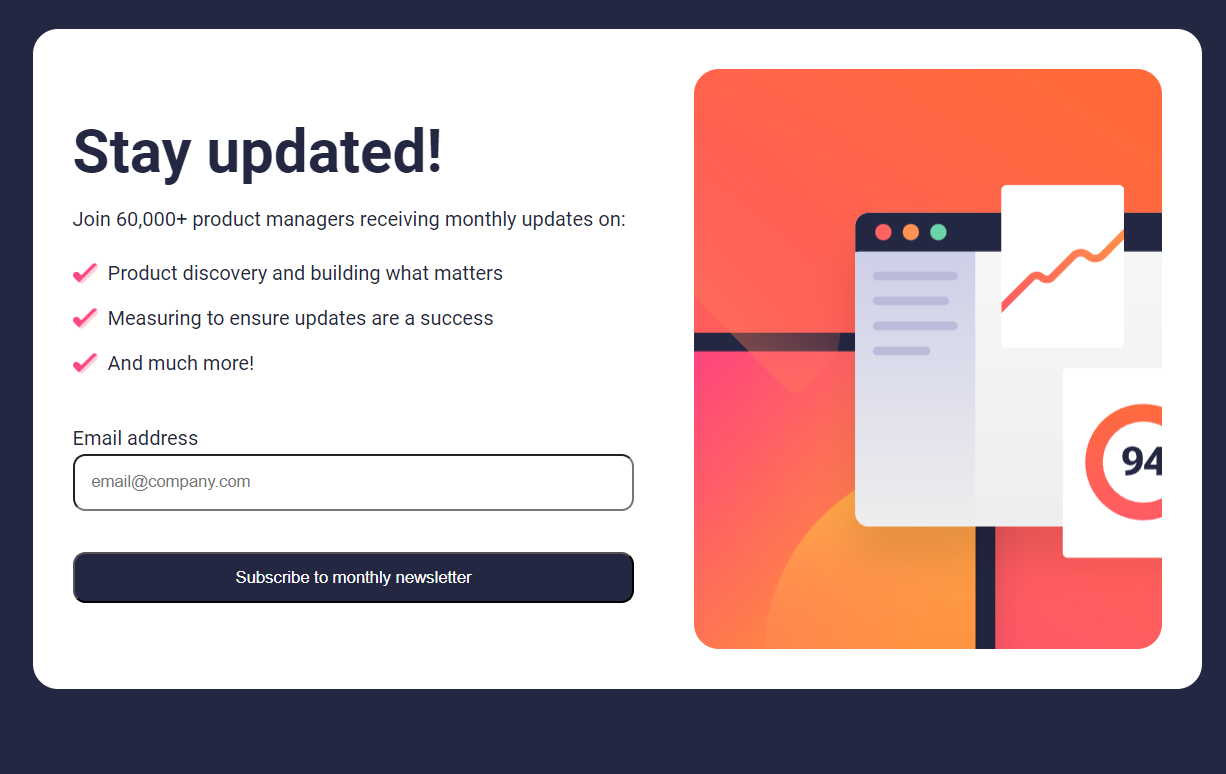 Stay updated!
Join 60,000+ product managers receiving monthly updates on:
Product discovery and building what matters
Measuring to ensure updates are a success
And much more!
Email address
email@company.com
Subscribe to monthly newsletter
94